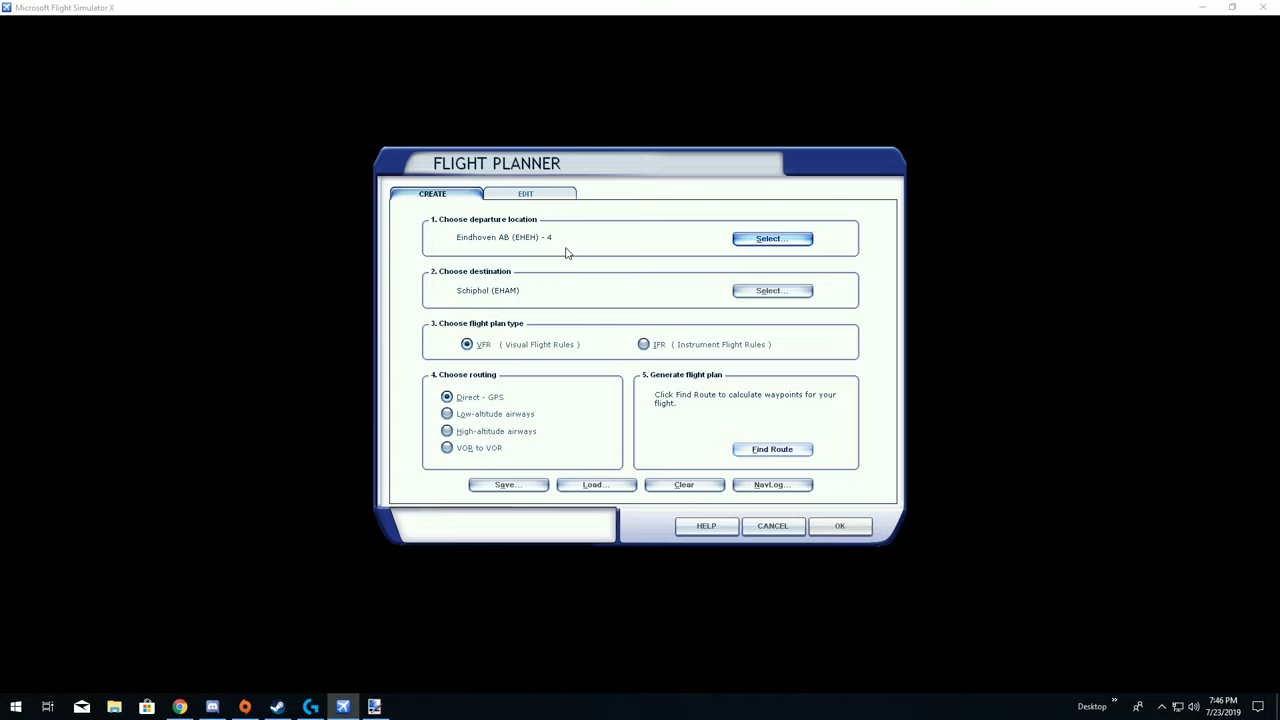 Microsoft Flight Simulator X
FLIGHT PLANNER
CREATE
EDIT
1. Choose departure location
Eindhoven AB (EHEH) - 4
Select...
2. Choose destination
Schiphol (EHAM)
Select...
3. Choose flight plan type
VFR ( Visual Flight Rules )
IFR ( Instrument Flight Rules )
4. Choose routing
Direct - GPS
Low-altitude airways
High-altitude airways
VOR to VOR
5. Generate flight plan
Click Find Route to calculate waypoints for your
flight.
Find Route
Save...
Load...
Clear
NavLog...
HELP
CANCEL
OK
Desktop
7:46 PM
7/23/2019